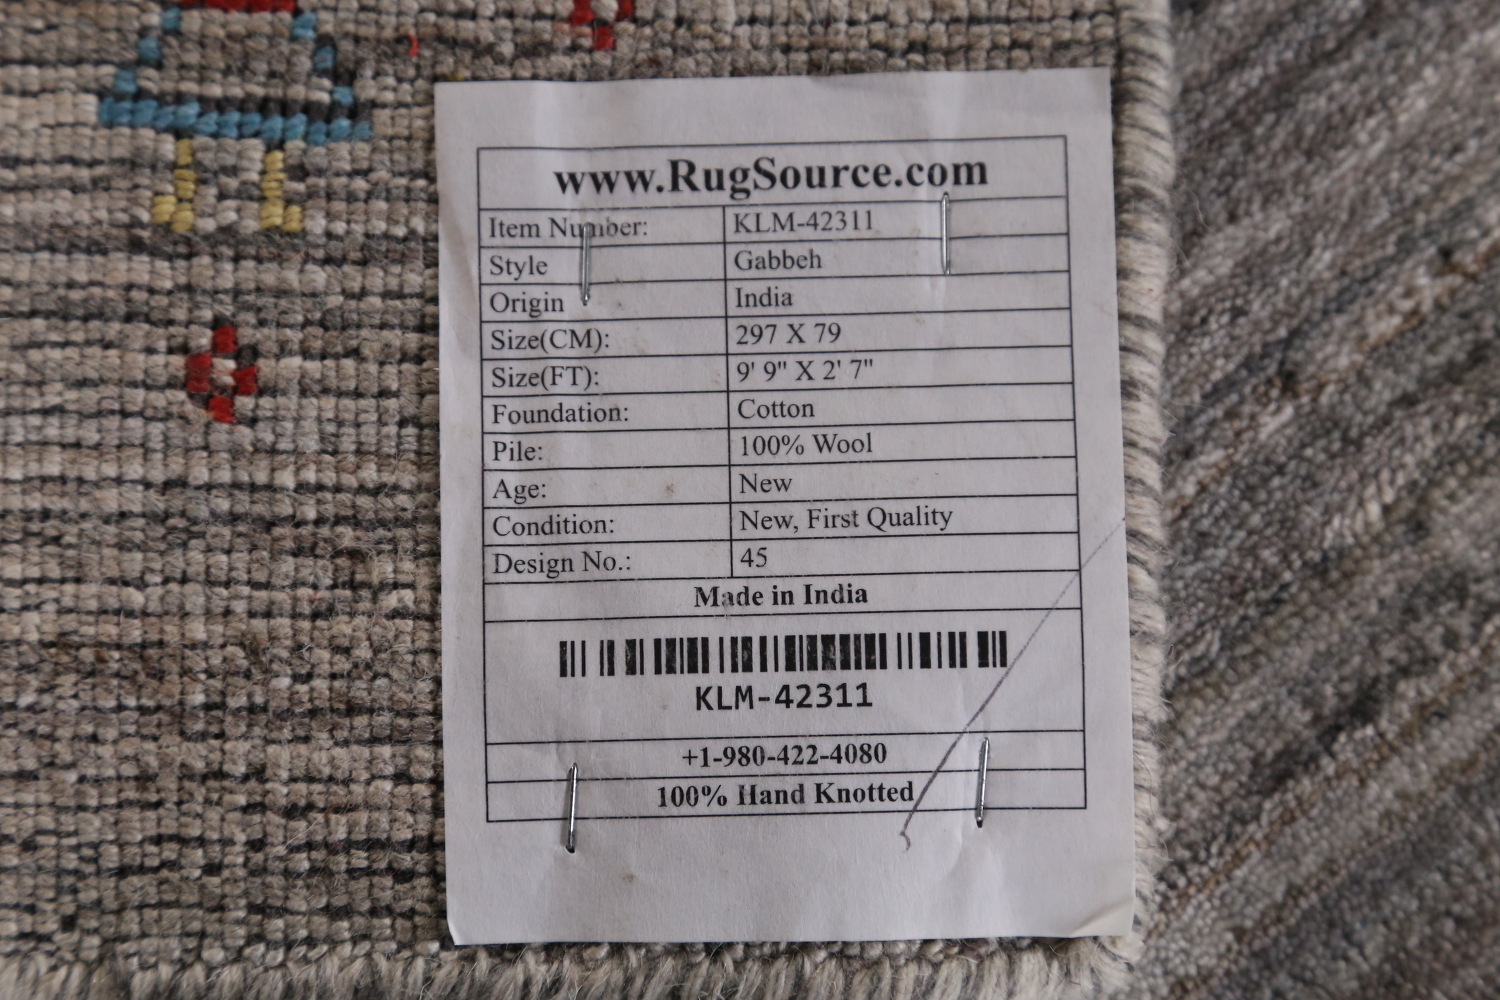 www.RugSource.com
Item Number: KLM-42311
Style Gabbeh
Origin India
Size(CM): 297 X 79
Size(FT): 9' 9" X 2' 7"
Foundation: Cotton
Pile: 100% Wool
Age: New
Condition: New, First Quality
Design No.: 45
Made in India
KLM-42311
+1-980-422-4080
100% Hand Knotted